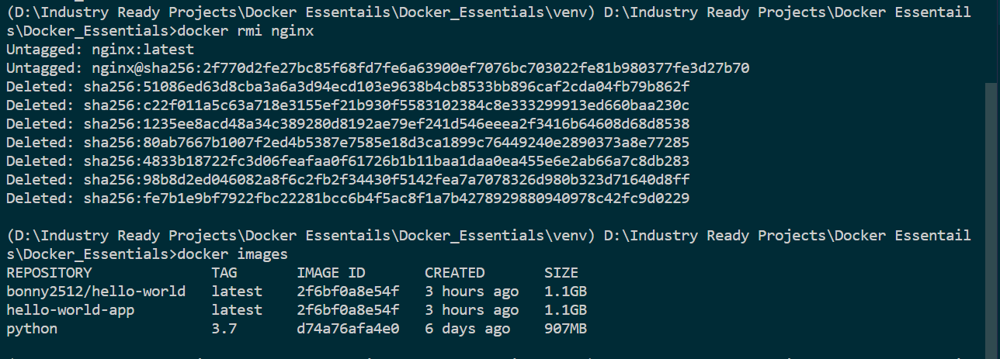 (D:\Industry Ready Projects\Docker Essentails\Docker_Essentials\venv) D:\Industry Ready Projects\Docker Essentail
s\Docker_Essentials>docker rmi nginx
Untagged: nginx:latest
Untagged: nginx@sha256:2f770d2fe27bc85f68fd7fe6a63900ef7076bc703022fe81b980377fe3d27b70
Deleted: sha256:51086ed63d8cba3a6a3d94ecd103e9638b4cb8533bb896caf2cda04fb79b862f
Deleted: sha256:c22f011a5c63a718e3155ef21b930f5583102384c8e333299913ed660baa230c
Deleted: sha256:1235ee8acd48a34c389280d8192ae79ef241d546eeea2f3416b64608d68d8538
Deleted: sha256:80ab7667b1007f2ed4b5387e7585e18d3ca1899c76449240e2890373a8e77285
Deleted: sha256:4833b18722fc3d06feafaa0f61726b1b11baa1daa0ea455e6e2ab66a7c8db283
Deleted: sha256:98b8d2ed046082a8f6c2fb2f34430f5142fea7a7078326d980b323d71640d8ff
Deleted: sha256:fe7b1e9bf7922fbc22281bcc6b4f5ac8f1a7b4278929880940978c42fc9d0229
(D:\Industry Ready Projects\Docker Essentails\Docker_Essentials\venv) D:\Industry Ready Projects\Docker Essentail
s\Docker_Essentials>docker images
REPOSITORY TAG IMAGE ID CREATED SIZE
bonny2512/hello-world latest 2f6bf0a8e54f 3 hours ago 1.1GB
hello-world-app latest 2f6bf0a8e54f 3 hours ago 1.1GB
python 3.7 d74a76afa4e0 6 days ago 907MB